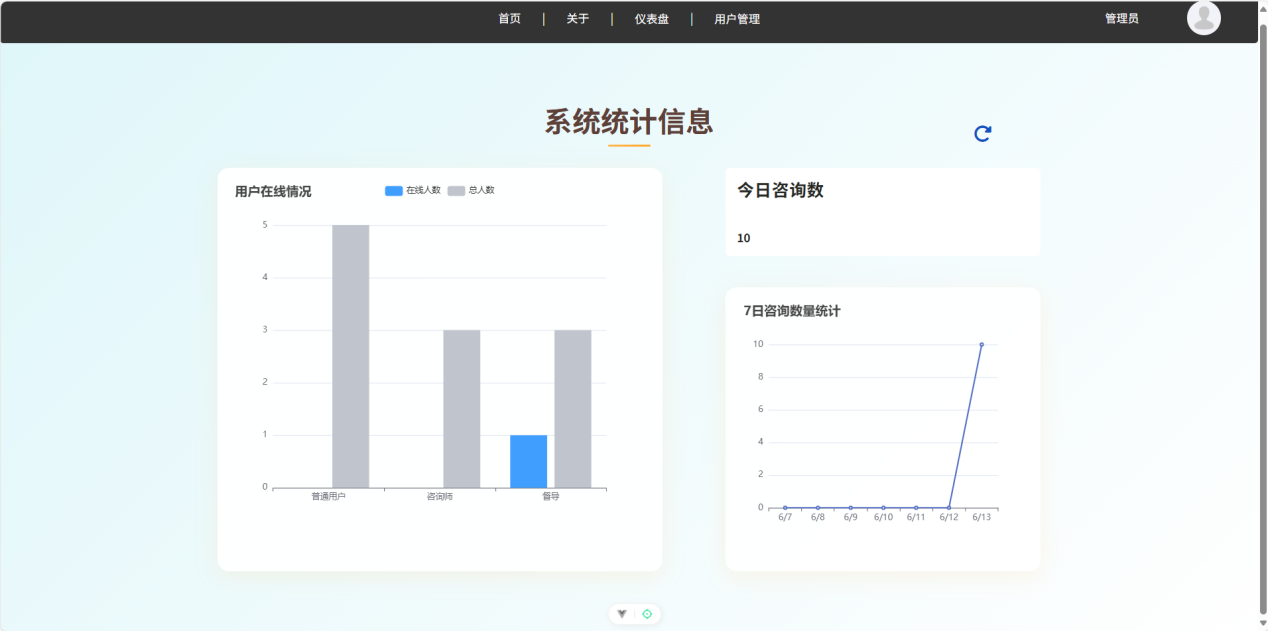 首页 | 关于 | 仪表盘 | 用户管理 管理员
系统统计信息
用户在线情况 在线人数 总人数
5
4
3
2
1
0
普通用户 咨询师 督导
今日咨询数
10
7日咨询数量统计
10
8
6
4
2
0
6/7 6/8 6/9 6/10 6/11 6/12 6/13